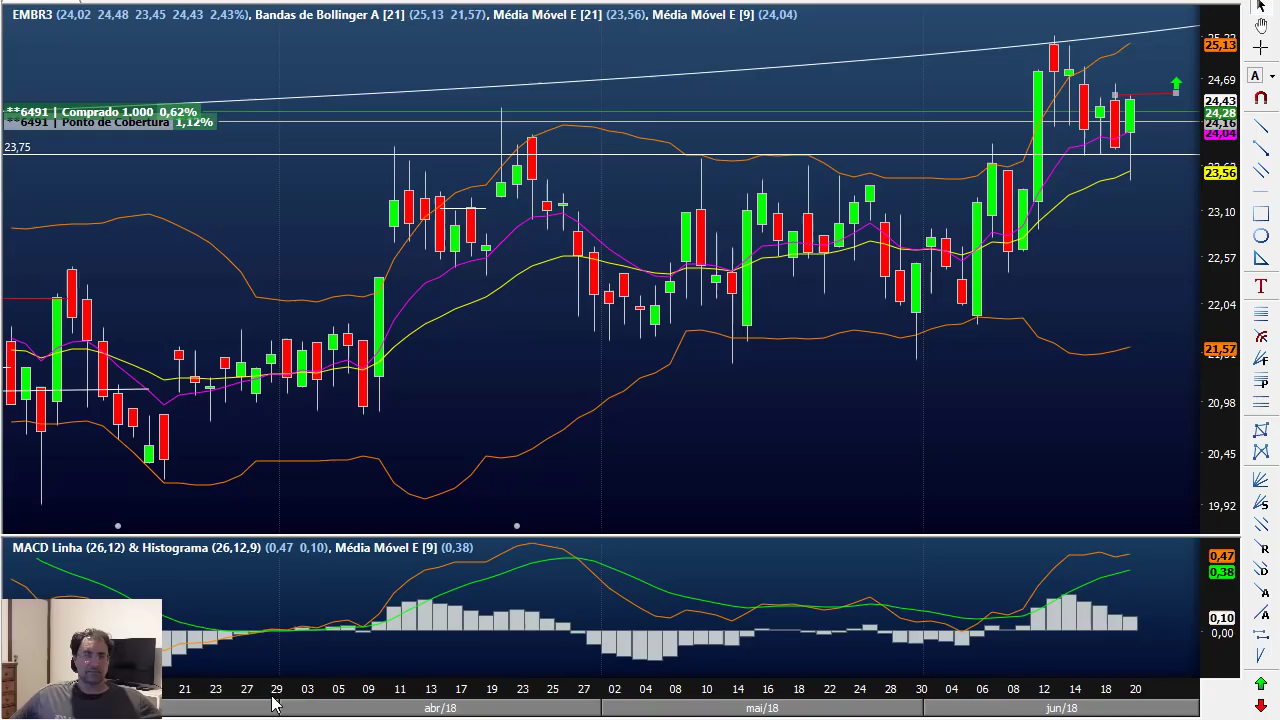 EMBR3 (24,02 24,48 23,45 24,43 2,43%), Bandas de Bollinger A [21] (25,13 21,57), Média Móvel E [21] (23,56), Média Móvel E [9] (24,04)
25,13
24,69
**6491 | Comprado 1.000 0,62%
24,43
24,28
**6491 | Ponto de Cobertura 1,12%
24,16
24,04
23,75
23,56
23,10
22,57
22,04
21,57
20,98
20,45
19,92
MACD Linha (26,12) & Histograma (26,12,9) (0,47 0,10), Média Móvel E [9] (0,38)
0,47
0,38
0,10
0,00
21 23 27 29 03 05 09 11 13 17 19 23 25 27 02 04 08 10 14 16 18 22 24 28 30 04 06 08 12 14 18 20
abr/18 mai/18 jun/18
A
T
F
P
S
R
D
A
A